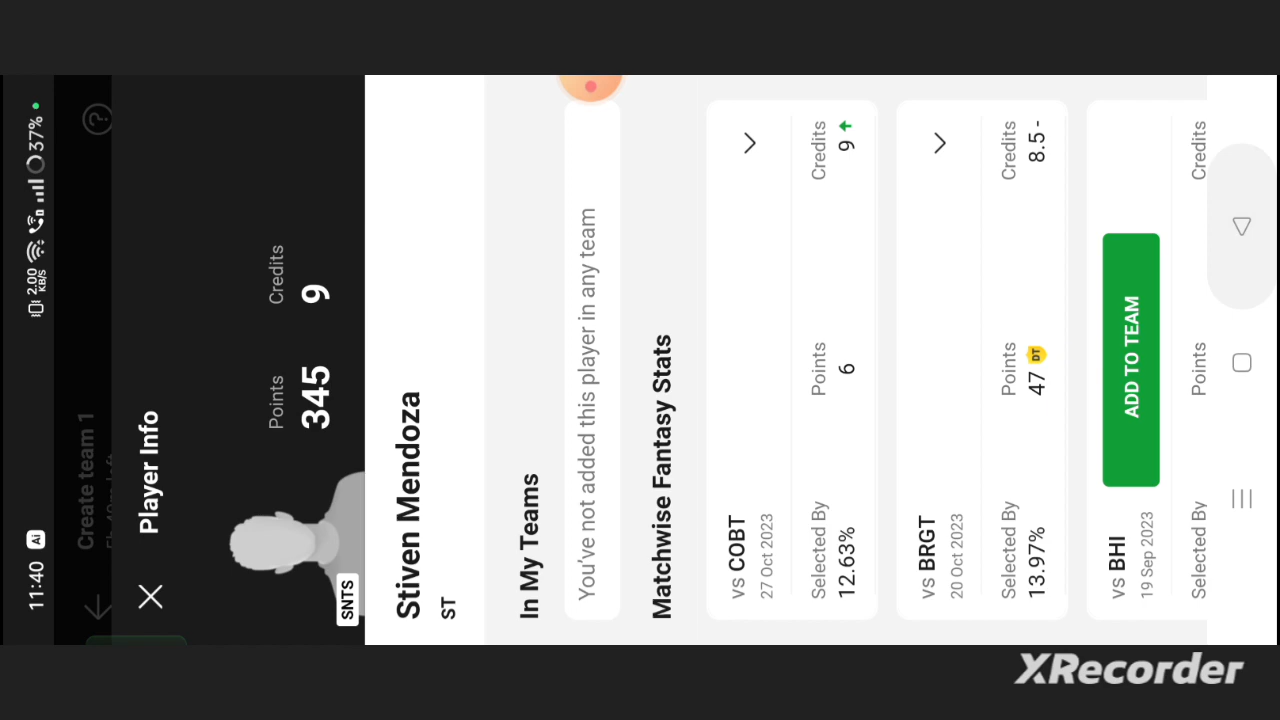 11:40 Ai 2.00 KB/S 37%
Create team 1
Player Info
Points Credits
345 9
SNTS
Stiven Mendoza
ST
In My Teams
You've not added this player in any team
Matchwise Fantasy Stats
vs COBT
27 Oct 2023
Selected By Points Credits
12.63% 6 9
vs BRGT
20 Oct 2023
Selected By Points Credits
13.97% 47 DT 8.5 -
vs BHI
19 Sep 2023
ADD TO TEAM
Selected By Points Credits
XRecorder